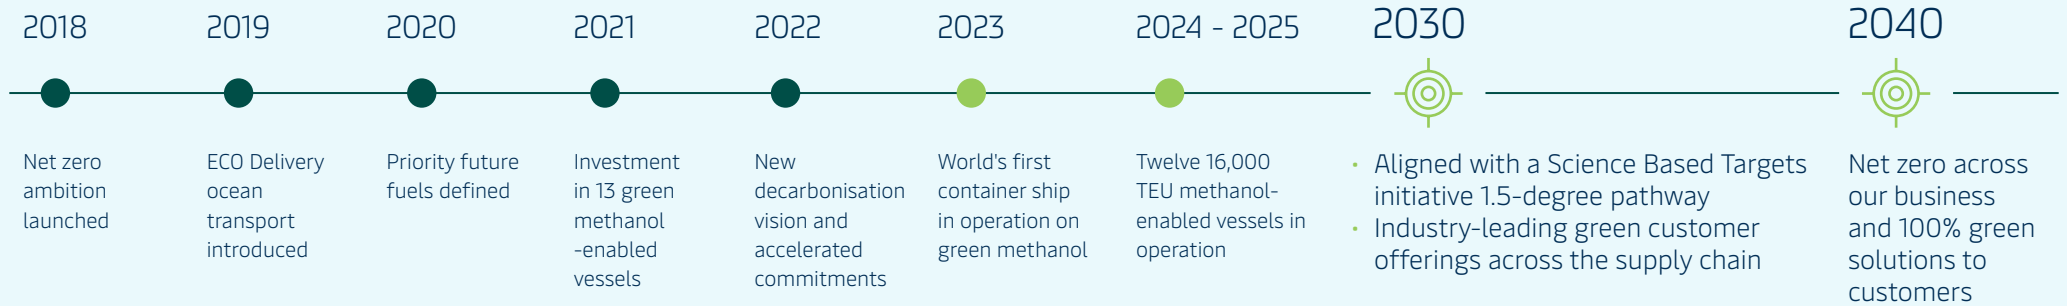 2018
Net zero
ambition
launched
2019
ECO Delivery
ocean
transport
introduced
2020
Priority future
fuels defined
2021
Investment
in 13 green
methanol
-enabled
vessels
2022
New
decarbonisation
vision and
accelerated
commitments
2023
World's first
container ship
in operation on
green methanol
2024 - 2025
Twelve 16,000
TEU methanol-
enabled vessels in
operation
2030
• Aligned with a Science Based Targets
initiative 1.5-degree pathway
• Industry-leading green customer
offerings across the supply chain
2040
Net zero across
our business
and 100% green
solutions to
customers